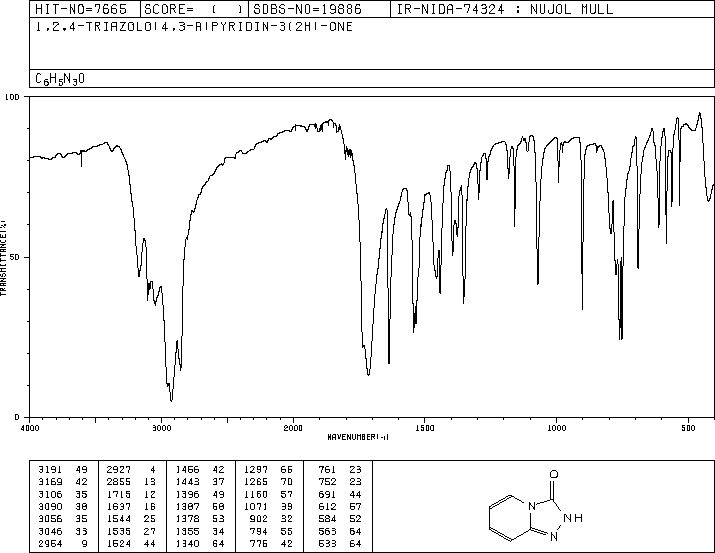 HIT-NO=7665 SCORE= ( ) SDBS-NO=19886 IR-NIDA-74324 : NUJOL MULL
1,2,4-TRIAZOLO(4,3-A)PYRIDIN-3(2H)-ONE
C6H5N3O
100
50
0
TRANSMITTANCE(%)
4000 3000 2000 1500 1000 500
WAVENUMBER(-1)
3191 49 2927 4 1456 42 1297 66 761 23
3169 42 2855 13 1443 37 1265 70 752 23
3106 35 1715 12 1396 49 1160 57 691 44
3090 38 1637 16 1387 50 1071 39 612 57
3056 35 1544 25 1378 53 902 32 584 52
3046 33 1535 27 1355 34 794 55 563 64
2954 9 1524 44 1340 64 776 42 533 64
O
N
NH
N